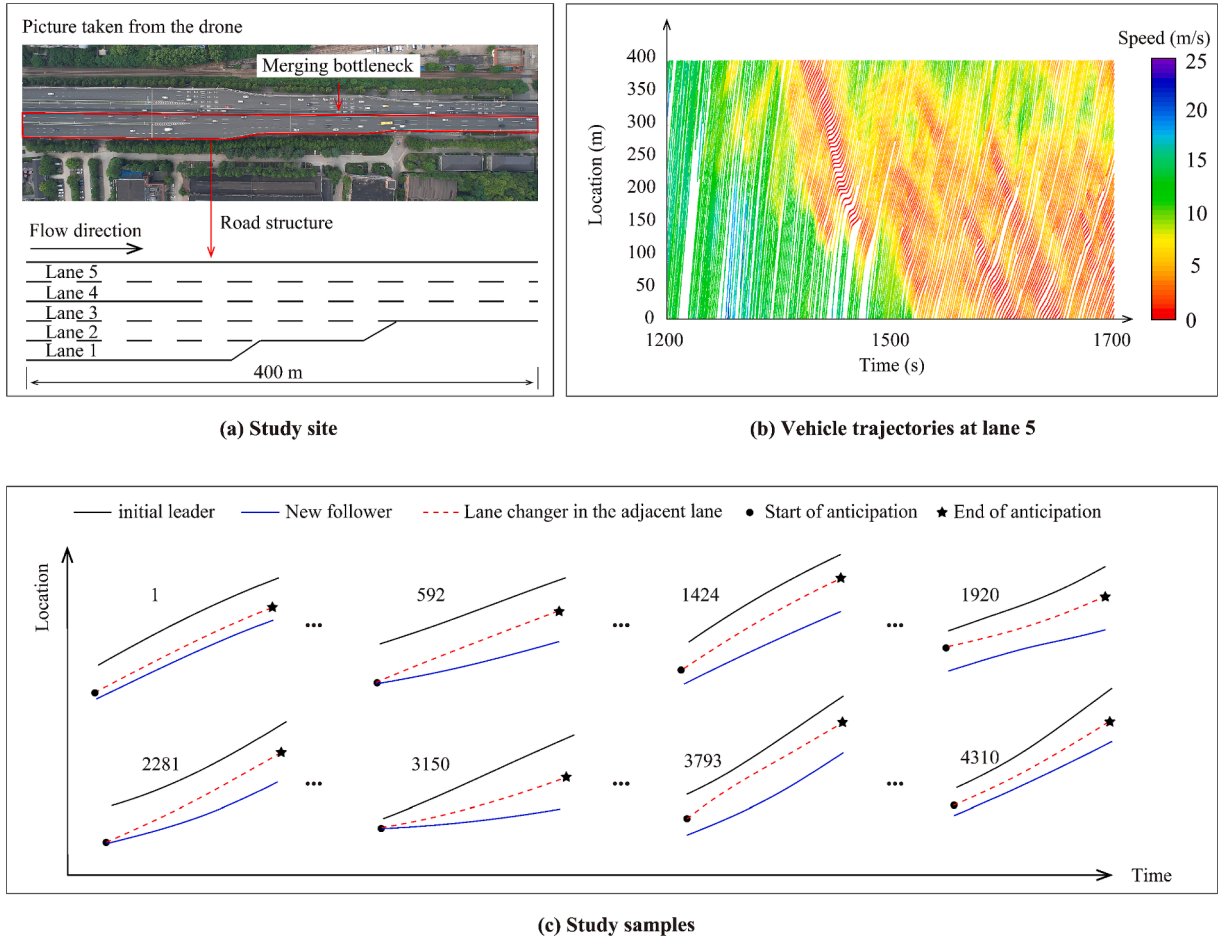 Picture taken from the drone
Merging bottleneck
Road structure
Flow direction
Lane 5
Lane 4
Lane 3
Lane 2
Lane 1
400 m
(a) Study site
Speed (m/s)
25
20
15
10
5
0
Location (m)
400
350
300
250
200
150
100
50
0
1200
1500
1700
Time (s)
(b) Vehicle trajectories at lane 5
initial leader
New follower
Lane changer in the adjacent lane
Start of anticipation
End of anticipation
Location
1
...
592
...
1424
...
1920
2281
...
3150
...
3793
...
4310
Time
(c) Study samples